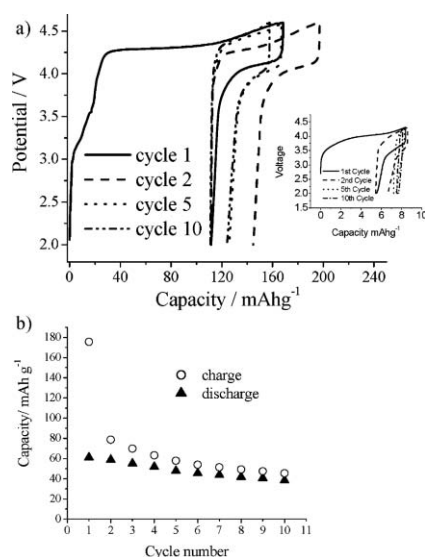 a)
Potential / V
4.5
4.0
3.5
3.0
2.5
2.0
cycle 1
cycle 2
cycle 5
cycle 10
0 40 80 120 160 200 240
Capacity / mAhg-1
Voltage
4.5
4.0
3.5
3.0
2.5
2.0
1.5
1st Cycle
2nd Cycle
5th Cycle
10th Cycle
0 2 4 6 8 10
Capacity mAhg-1
b)
Capacity/ mAh g-1
180
160
140
120
100
80
60
40
20
0
charge
discharge
0 1 2 3 4 5 6 7 8 9 10 11
Cycle number